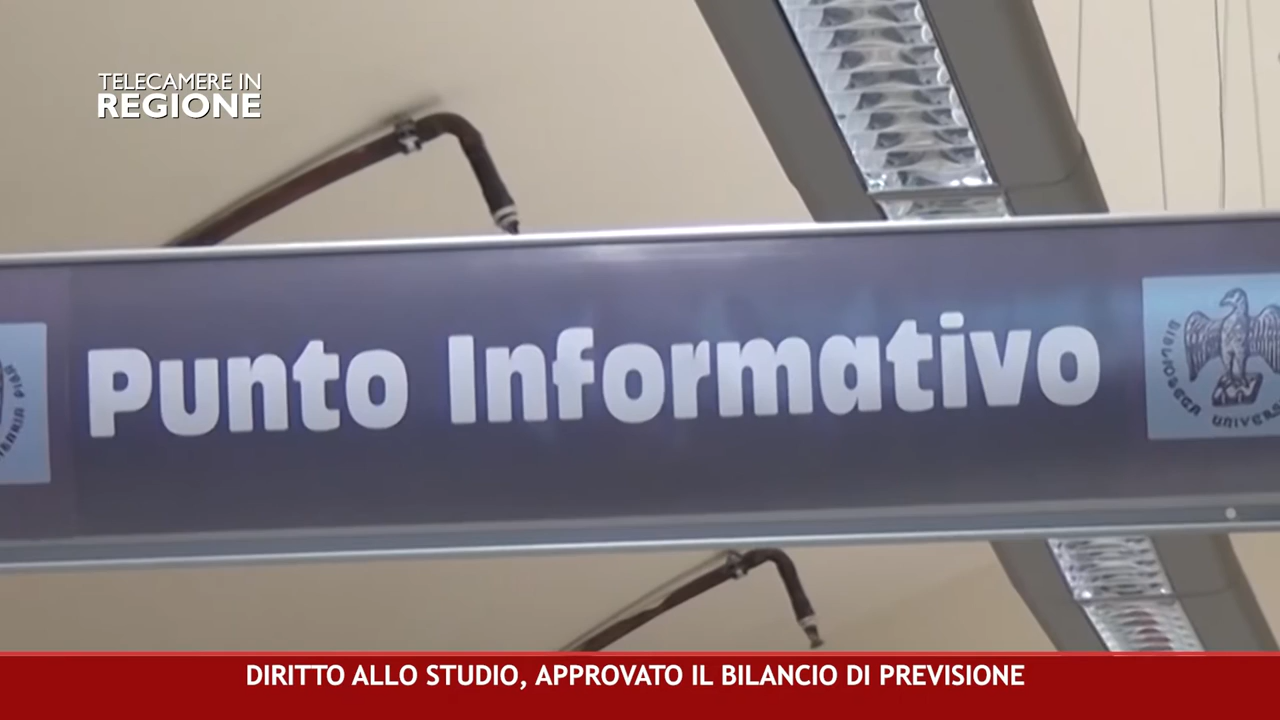 TELECAMERE IN
REGIONE
Punto Informativo
DIRITTO ALLO STUDIO, APPROVATO IL BILANCIO DI PREVISIONE